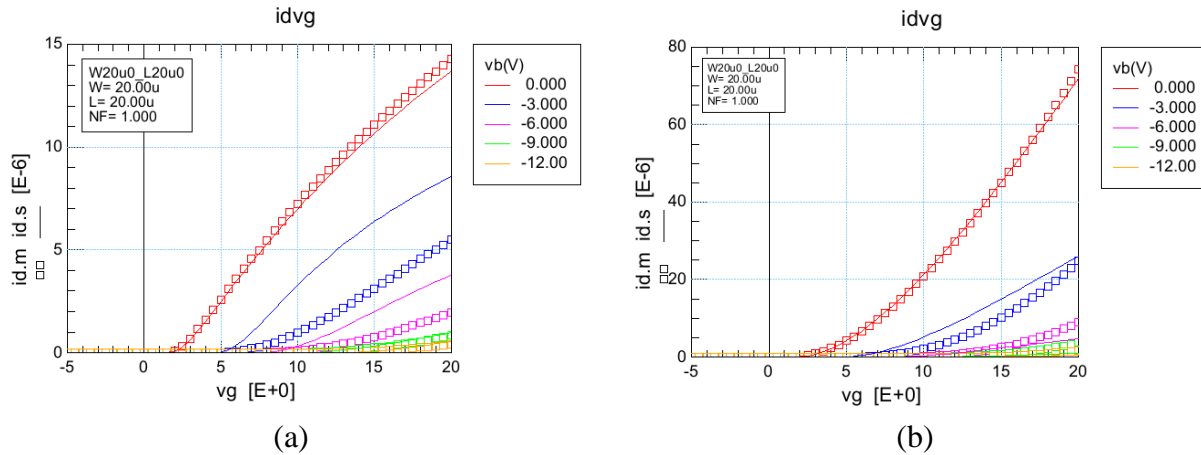 idvg
15
10
5
0
id.m id.s [E-6]
W20u0_L20u0
W= 20.00u
L= 20.00u
NF= 1.000
-5 0 5 10 15 20
vg [E+0]
vb(V)
0.000
-3.000
-6.000
-9.000
-12.00
(a)
idvg
80
60
40
20
0
id.m id.s [E-6]
W20u0_L20u0
W= 20.00u
L= 20.00u
NF= 1.000
-5 0 5 10 15 20
vg [E+0]
vb(V)
0.000
-3.000
-6.000
-9.000
-12.00
(b)